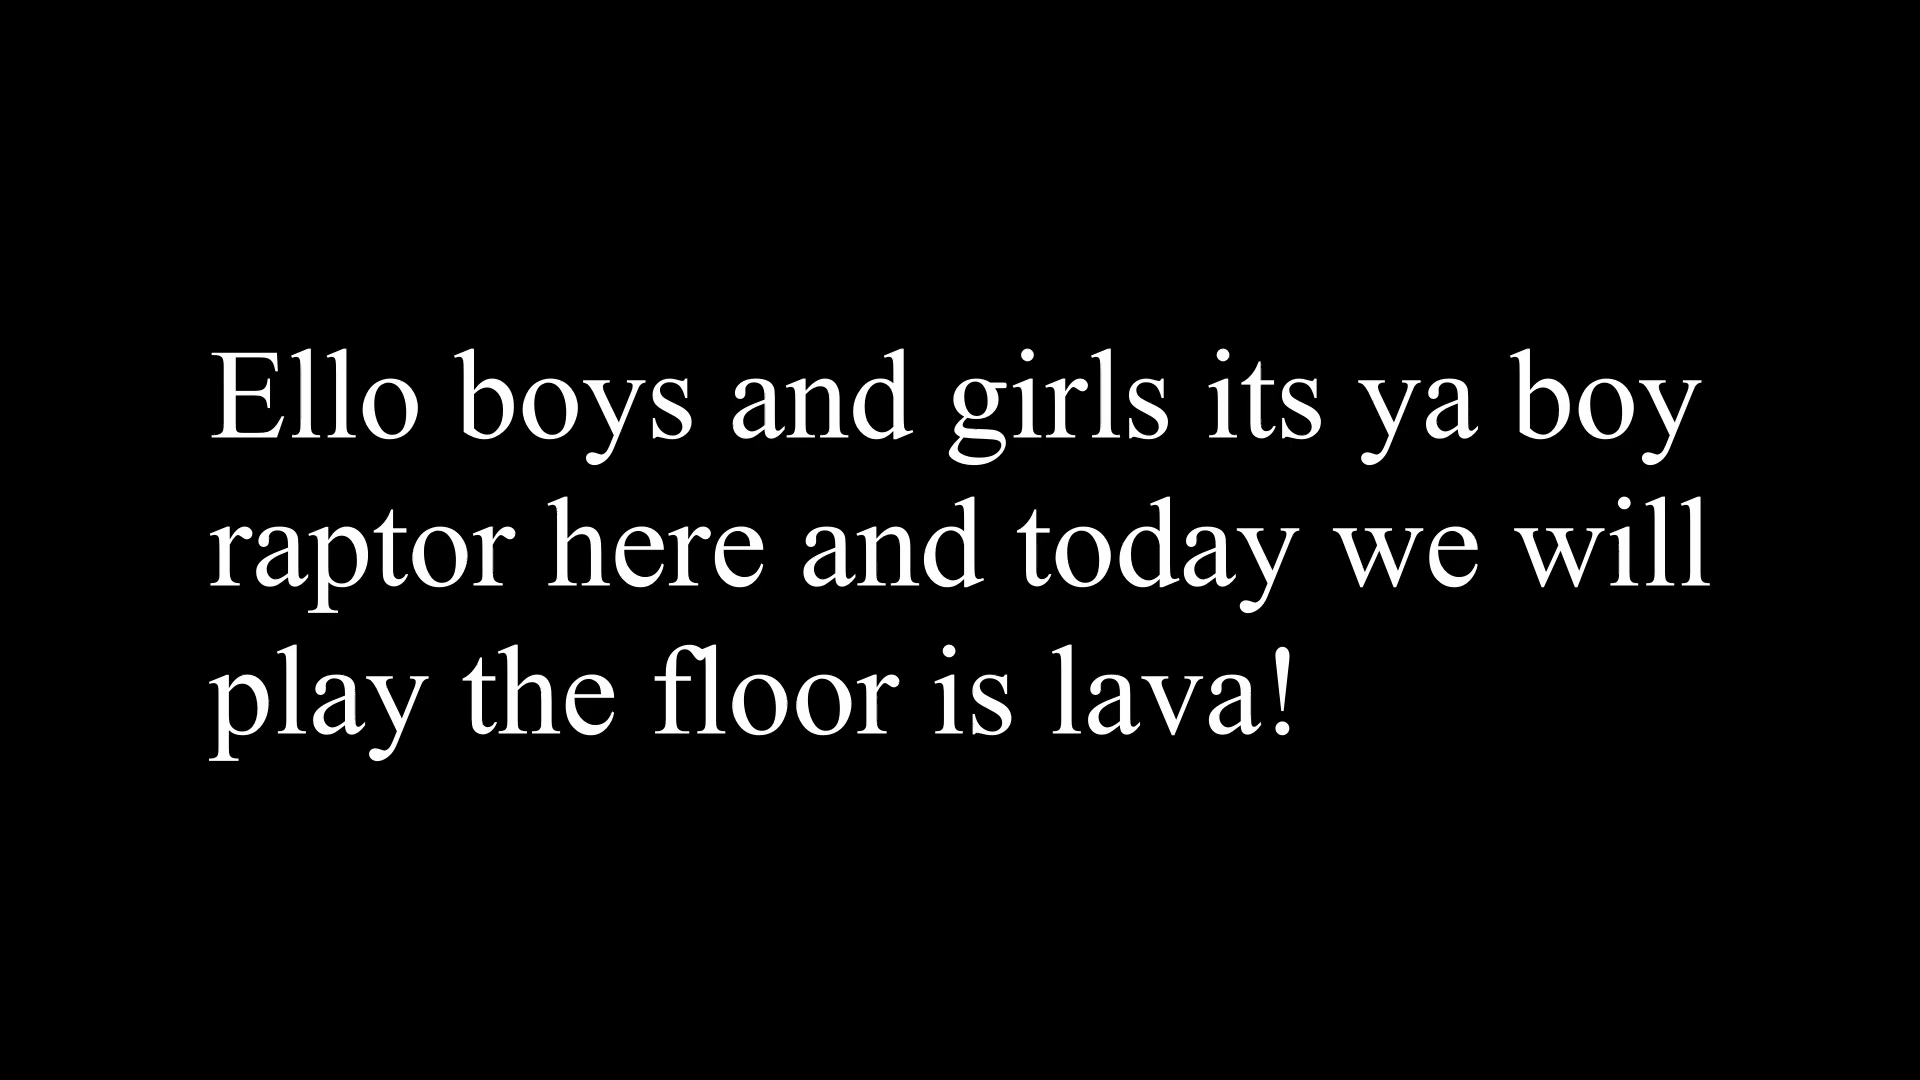 Ello boys and girls its ya boy
raptor here and today we will
play the floor is lava!